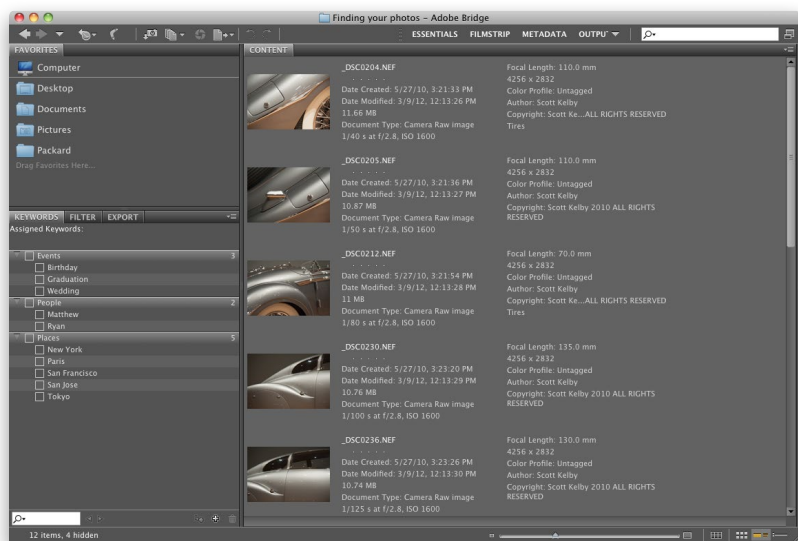 Finding your photos – Adobe Bridge
ESSENTIALS FILMSTRIP METADATA OUTPUT
FAVORITES
Computer
Desktop
Documents
Pictures
Packard
Drag Favorites Here...
KEYWORDS FILTER EXPORT
Assigned Keywords:
Events 3
Birthday
Graduation
Wedding
People 2
Matthew
Ryan
Places 5
New York
Paris
San Francisco
San Jose
Tokyo
12 items, 4 hidden
CONTENT
_DSC0204.NEF
Date Created: 5/27/10, 3:21:33 PM
Date Modified: 3/9/12, 12:13:26 PM
11.66 MB
Document Type: Camera Raw image
1/40 s at f/2.8, ISO 1600
Focal Length: 110.0 mm
4256 x 2832
Color Profile: Untagged
Author: Scott Kelby
Copyright: Scott Ke...ALL RIGHTS RESERVED
Tires
_DSC0205.NEF
Date Created: 5/27/10, 3:21:36 PM
Date Modified: 3/9/12, 12:13:27 PM
10.87 MB
Document Type: Camera Raw image
1/50 s at f/2.8, ISO 1600
Focal Length: 110.0 mm
4256 x 2832
Color Profile: Untagged
Author: Scott Kelby
Copyright: Scott Kelby 2010 ALL RIGHTS
RESERVED
_DSC0212.NEF
Date Created: 5/27/10, 3:21:54 PM
Date Modified: 3/9/12, 12:13:28 PM
11 MB
Document Type: Camera Raw image
1/80 s at f/2.8, ISO 1600
Focal Length: 70.0 mm
4256 x 2832
Color Profile: Untagged
Author: Scott Kelby
Copyright: Scott Ke...ALL RIGHTS RESERVED
Tires
_DSC0230.NEF
Date Created: 5/27/10, 3:23:20 PM
Date Modified: 3/9/12, 12:13:29 PM
10.76 MB
Document Type: Camera Raw image
1/100 s at f/2.8, ISO 1600
Focal Length: 135.0 mm
4256 x 2832
Color Profile: Untagged
Author: Scott Kelby
Copyright: Scott Kelby 2010 ALL RIGHTS
RESERVED
_DSC0236.NEF
Date Created: 5/27/10, 3:23:26 PM
Date Modified: 3/9/12, 12:13:30 PM
10.74 MB
Document Type: Camera Raw image
1/125 s at f/2.8, ISO 1600
Focal Length: 130.0 mm
4256 x 2832
Color Profile: Untagged
Author: Scott Kelby
Copyright: Scott Kelby 2010 ALL RIGHTS
RESERVED